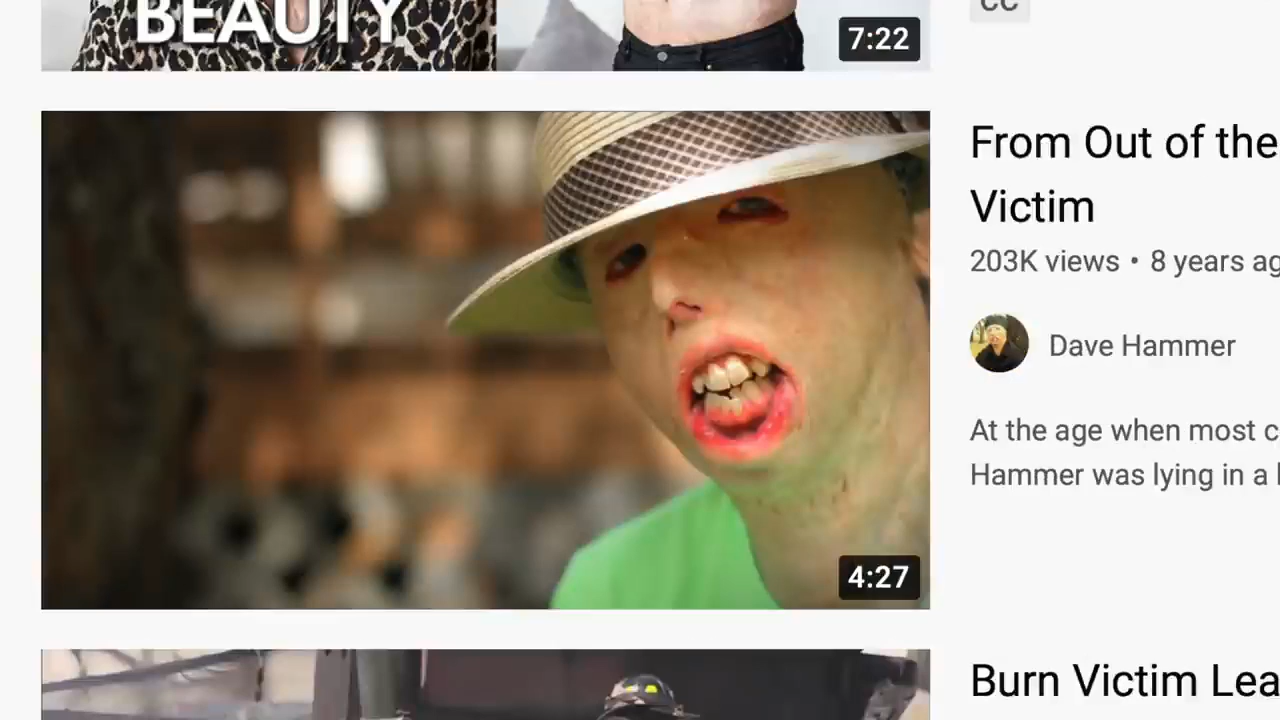 BEAUTY
7:22
CC
From Out of the
Victim
203K views • 8 years ag
Dave Hammer
At the age when most c
Hammer was lying in a
4:27
Burn Victim Lea